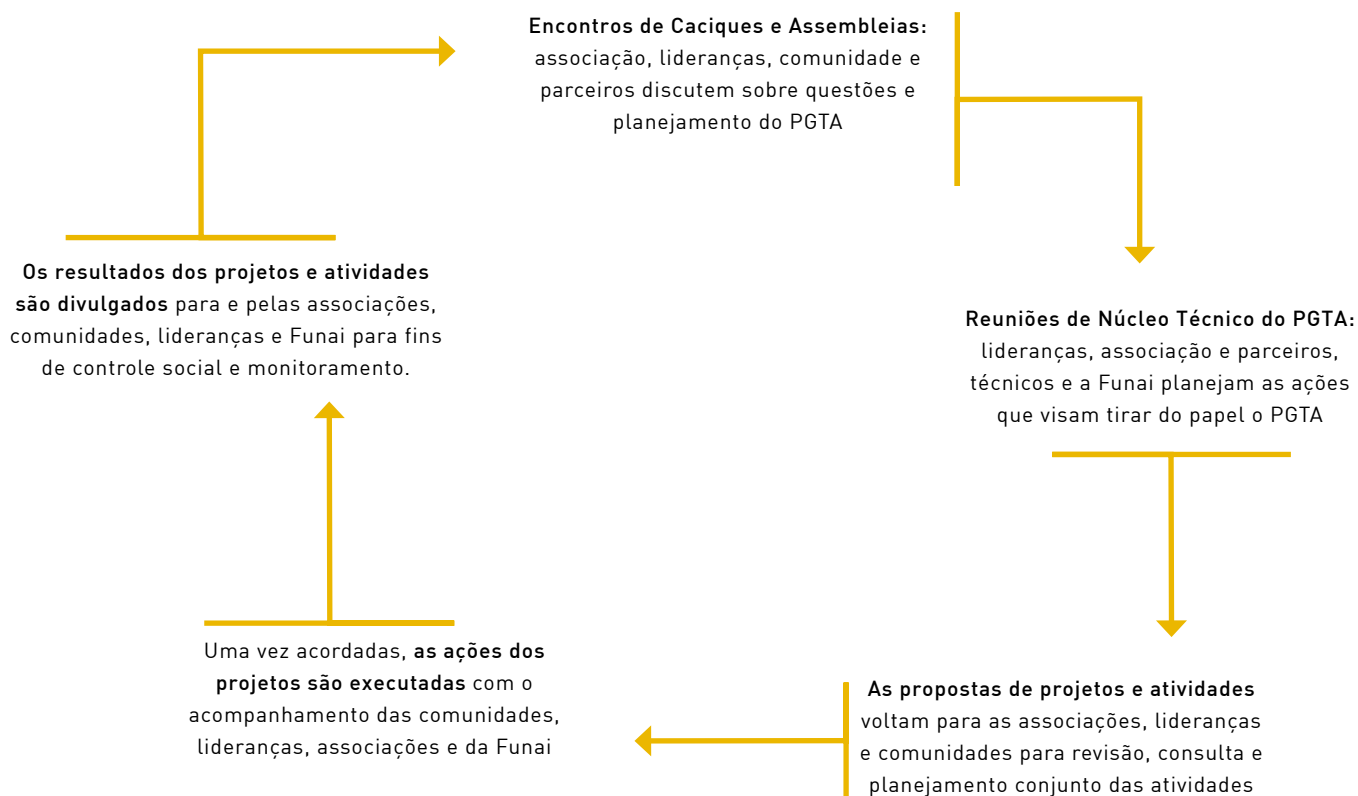 Encontros de Caciques e Assembleias:
associação, lideranças, comunidade e
parceiros discutem sobre questões e
planejamento do PGTA
Reuniões de Núcleo Técnico do PGTA:
lideranças, associação e parceiros,
técnicos e a Funai planejam as ações
que visam tirar do papel o PGTA
As propostas de projetos e atividades
voltam para as associações, lideranças
e comunidades para revisão, consulta e
planejamento conjunto das atividades
Uma vez acordadas, as ações dos
projetos são executadas com o
acompanhamento das comunidades,
lideranças, associações e da Funai
Os resultados dos projetos e atividades
são divulgados para e pelas associações,
comunidades, lideranças e Funai para fins
de controle social e monitoramento.